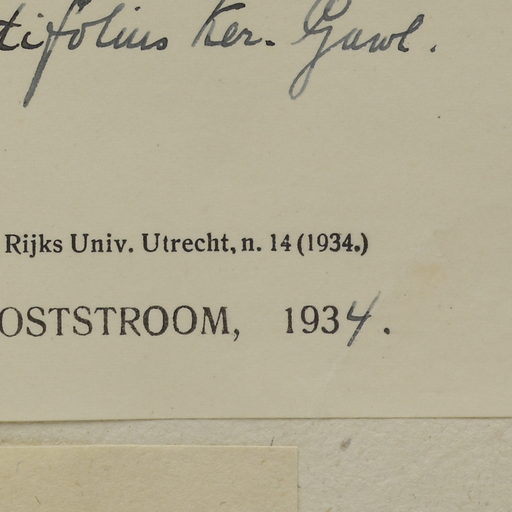 tifolius Ker. Gawl.
Rijks Univ. Utrecht, n. 14 (1934.)
OSTSTROOM, 1934.